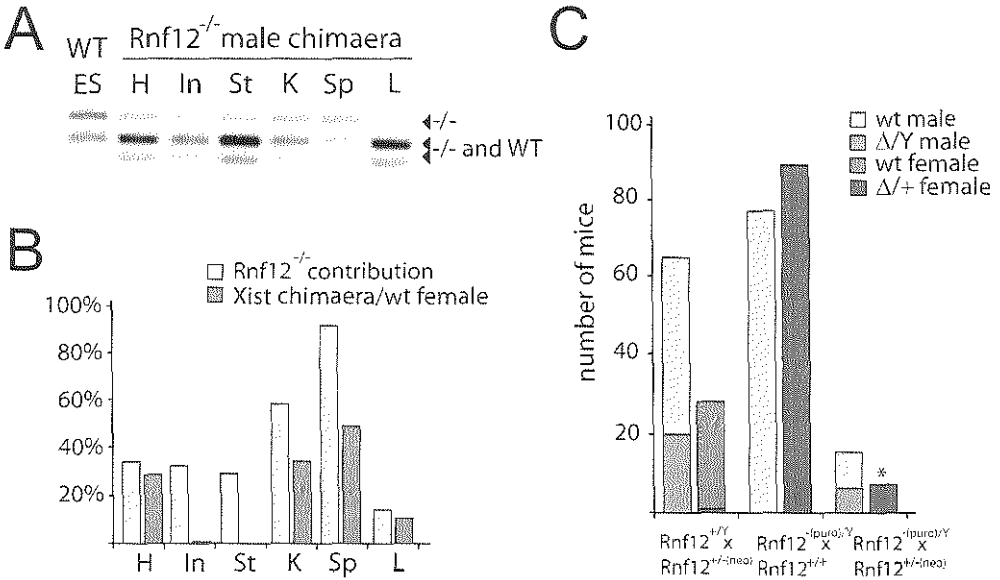 A
WT Rnf12-/- male chimaera
ES H In St K Sp L
-/-
-/- and WT
B
Rnf12-/- contribution
Xist chimaera/wt female
100%
80%
60%
40%
20%
H In St K Sp L
C
wt male
Δ/Y male
wt female
Δ/+ female
number of mice
100
80
60
40
20
*
Rnf12+/Y Rnf12-(puro)/Y Rnf12-(puro)/Y
x x x
Rnf12+/-(neo) Rnf12+/+ Rnf12+/-(neo)